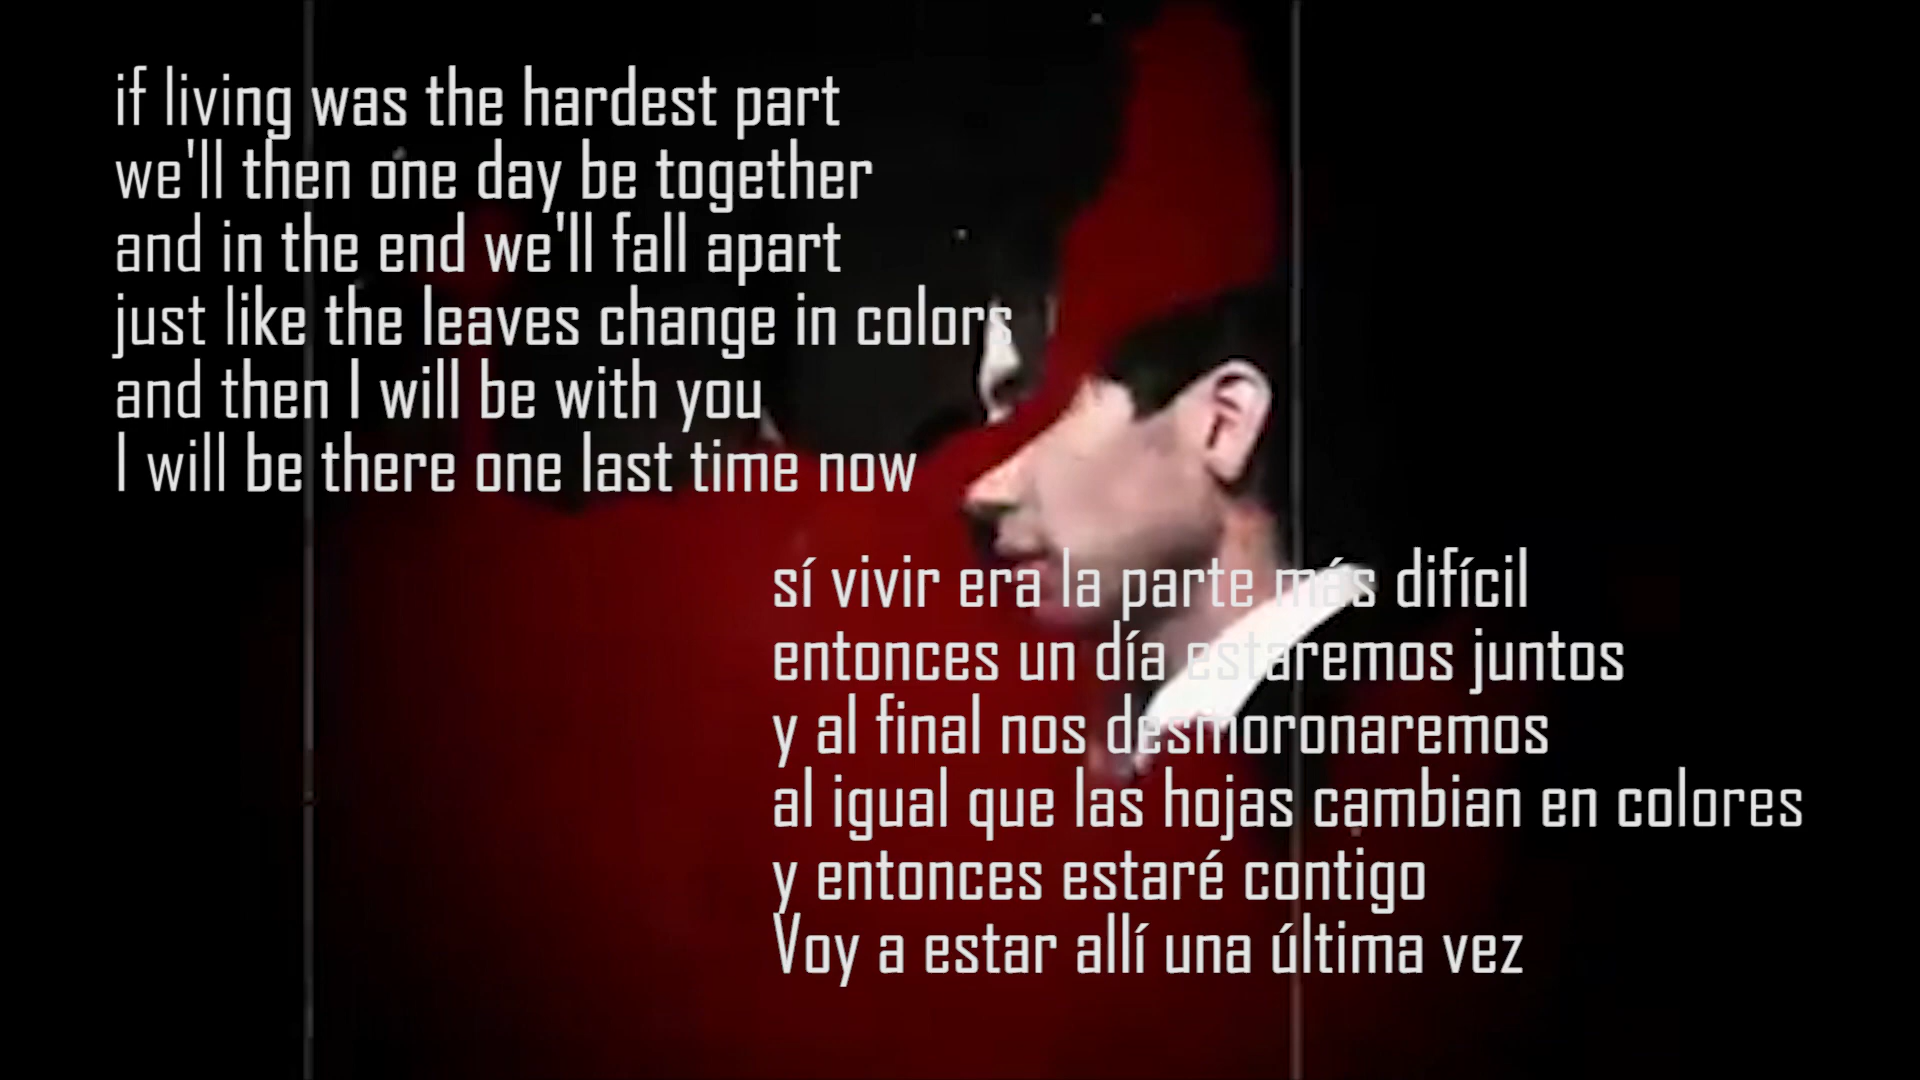 if living was the hardest part
we'll then one day be together
and in the end we'll fall apart
just like the leaves change in colors
and then I will be with you
I will be there one last time now
sí vivir era la parte más difícil
entonces un día estaremos juntos
y al final nos desmoronaremos
al igual que las hojas cambian en colores
y entonces estaré contigo
Voy a estar allí una última vez